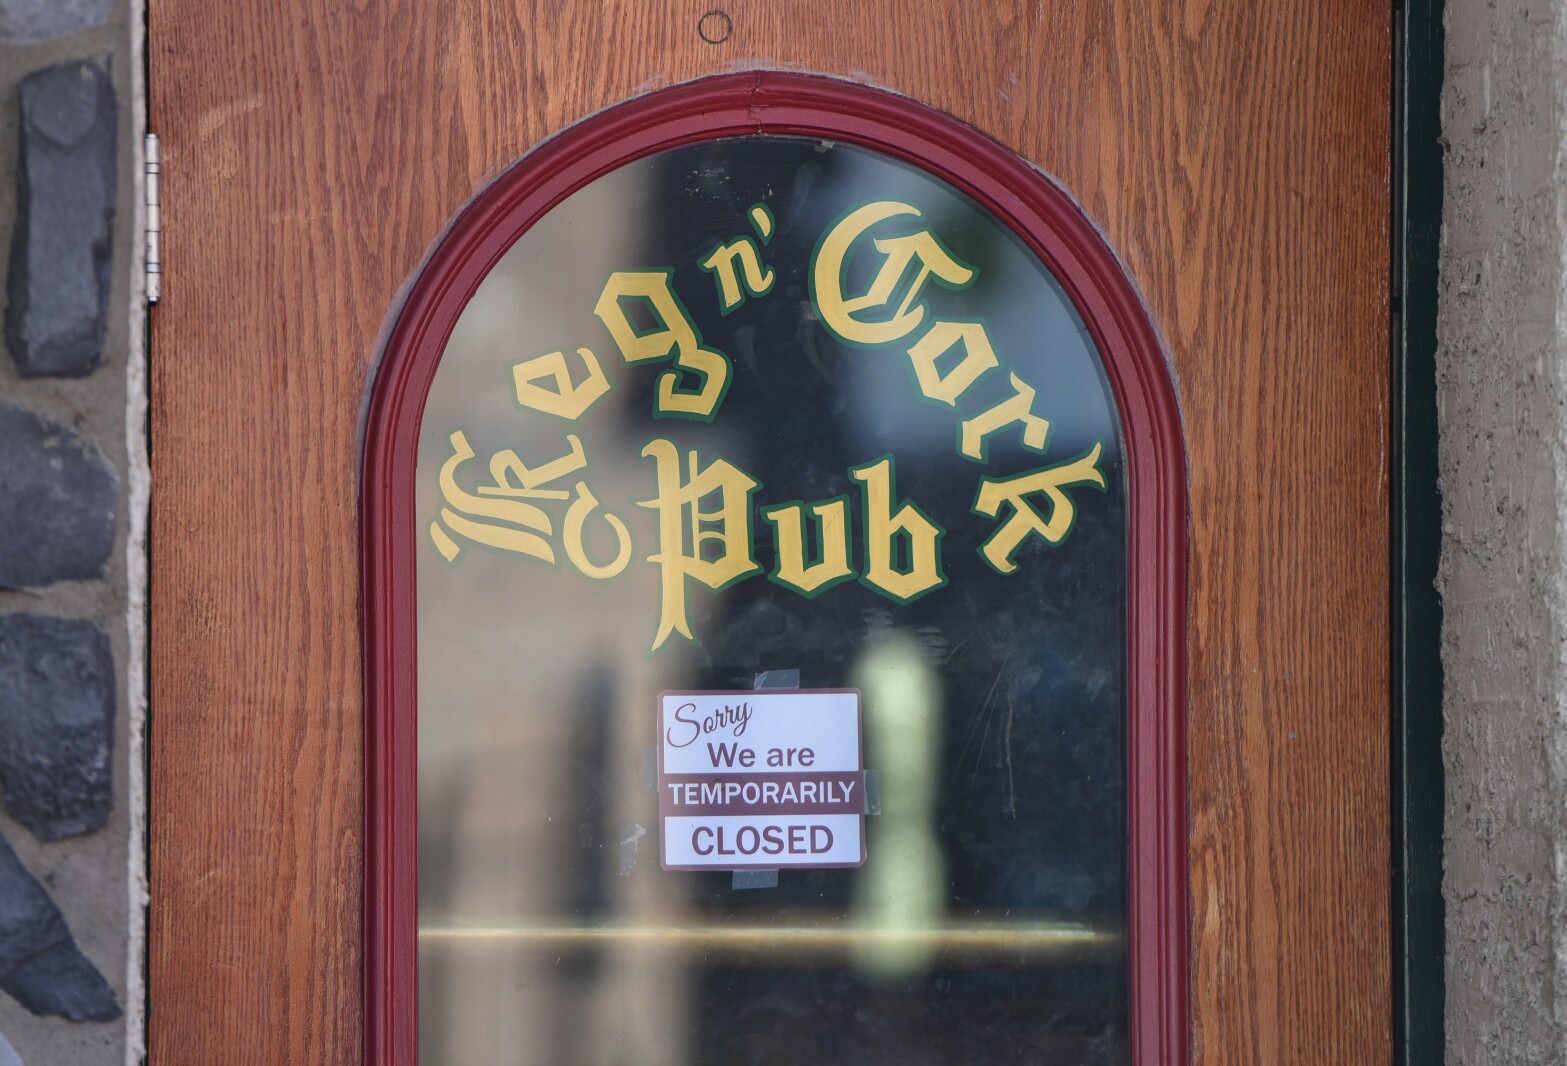 Keg n' Cork
Pub
Sorry
We are
TEMPORARILY
CLOSED